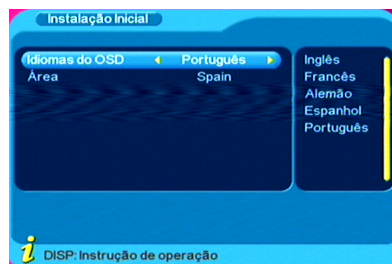 Instalação Inicial
Idiomas do OSD Português
Área Spain
Inglês
Francês
Alemão
Espanhol
Português
DISP: Instrução de operação